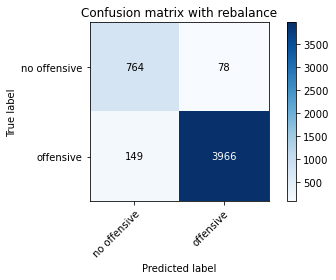 Confusion matrix with rebalance
True label
no offensive
764
78
offensive
149
3966
no offensive
offensive
Predicted label
3500
3000
2500
2000
1500
1000
500